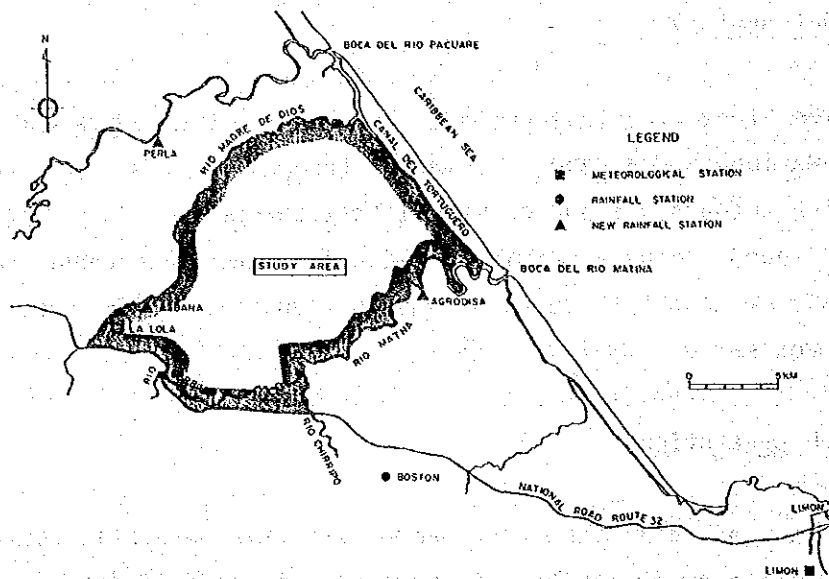 N
BOCA DEL RIO PACUARE
CARIBBEAN SEA
CANAL DEL TORTUGUERO
RIO MADRE DE DIOS
PERLA
LEGEND
METEOROLOGICAL STATION
RAINFALL STATION
NEW RAINFALL STATION
STUDY AREA
BOCA DEL RIO MATINA
AGRODISA
LA LOLA
RIO MATINA
0 5KM
RIO
RIO CHIRRIPO
BOSTON
NATIONAL ROAD ROUTE 32
LIMON
LIMON